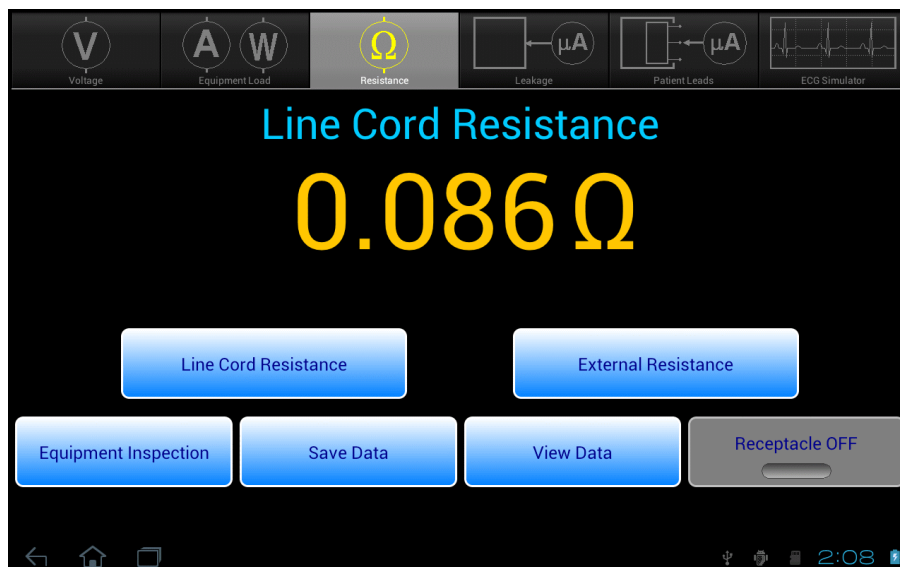 V
A W
Ω
µA
µA
Voltage
Equipment Load
Resistance
Leakage
Patient Leads
ECG Simulator
Line Cord Resistance
0.086 Ω
Line Cord Resistance
External Resistance
Equipment Inspection
Save Data
View Data
Receptacle OFF
2:08